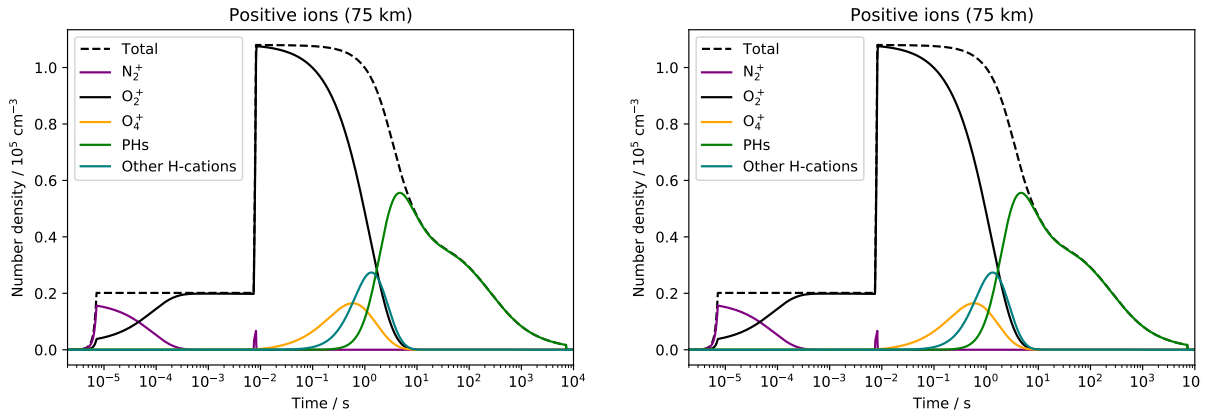 Positive ions (75 km)
Total
N₂⁺
O₂⁺
O₄⁺
PHs
Other H-cations
Number density / 10⁵ cm⁻³
1.0
0.8
0.6
0.4
0.2
0.0
10⁻⁵ 10⁻⁴ 10⁻³ 10⁻² 10⁻¹ 10⁰ 10¹ 10² 10³ 10⁴
Time / s
Positive ions (75 km)
Total
N₂⁺
O₂⁺
O₄⁺
PHs
Other H-cations
Number density / 10⁵ cm⁻³
1.0
0.8
0.6
0.4
0.2
0.0
10⁻⁵ 10⁻⁴ 10⁻³ 10⁻² 10⁻¹ 10⁰ 10¹ 10² 10³ 10
Time / s